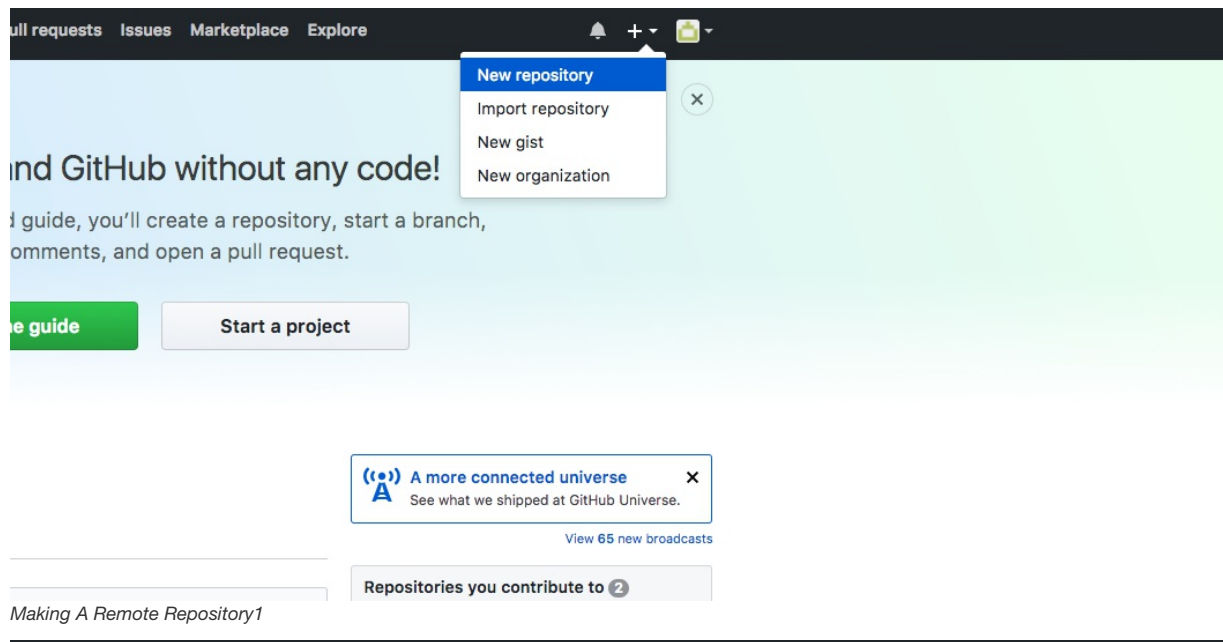 ull requests Issues Marketplace Explore
New repository
Import repository
New gist
New organization
and GitHub without any code!
d guide, you'll create a repository, start a branch,
omments, and open a pull request.
e guide
Start a project
A more connected universe
See what we shipped at GitHub Universe.
View 65 new broadcasts
Repositories you contribute to 2
Making A Remote Repository1